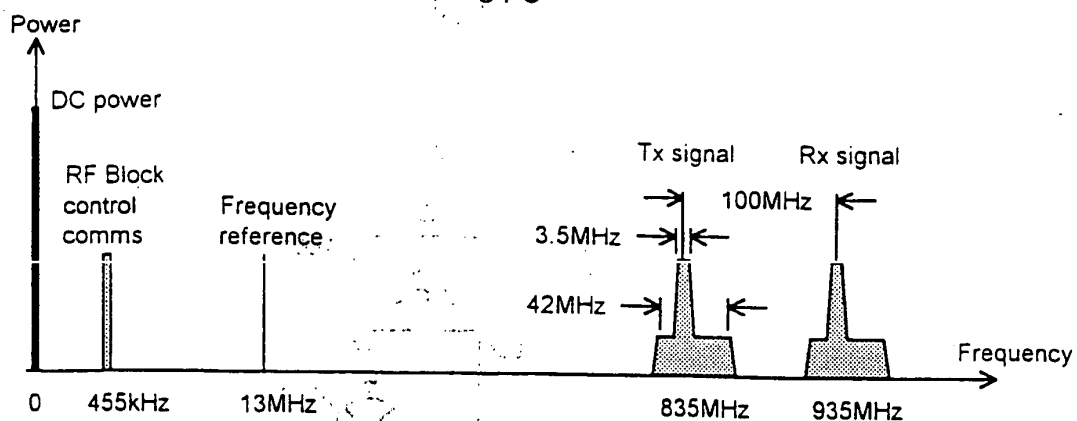 Power
DC power
RF Block
control
comms
Frequency
reference
Tx signal
Rx signal
100MHz
3.5MHz
42MHz
Frequency
0
455kHz
13MHz
835MHz
935MHz